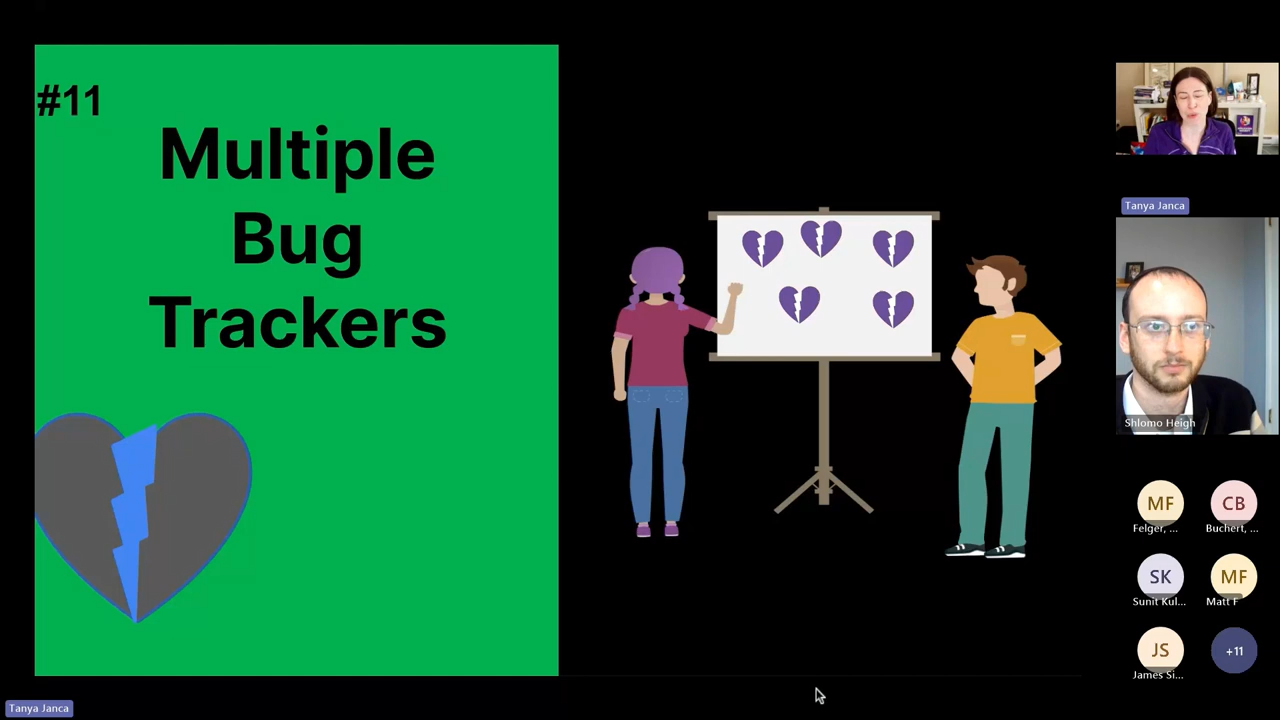 #11
Multiple
Bug
Trackers
Tanya Janca
Shlomo Heigh
MF
CB
Felger, ...
Buchert, ...
SK
MF
Sunit Kul...
Matt F
JS
+11
James Si...
Tanya Janca